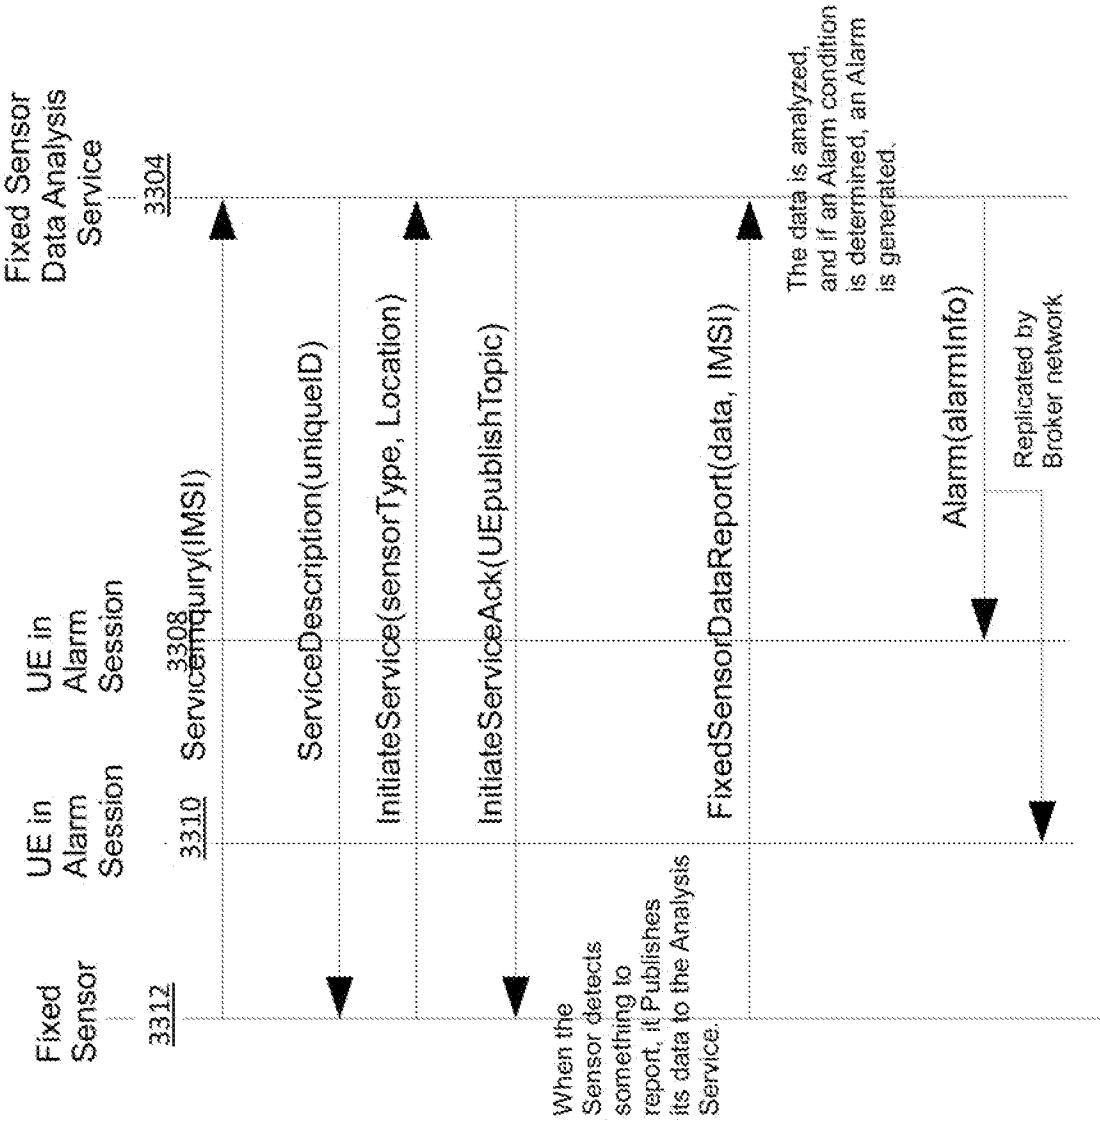 Fixed
Sensor
3312
UE in
Alarm
Session
3310
UE in
Alarm
Session
3308
Fixed Sensor
Data Analysis
Service
3304
ServiceInquiry(IMSI)
ServiceDescription(uniqueID)
InitiateService(sensorType, Location)
InitiateServiceAck(UEpublishTopic)
When the
Sensor detects
something to
report, it Publishes
its data to the Analysis
Service.
FixedSensorDataReport(data, IMSI)
The data is analyzed,
and if an Alarm condition
is determined, an Alarm
is generated.
Alarm(alarmInfo)
Replicated by
Broker network